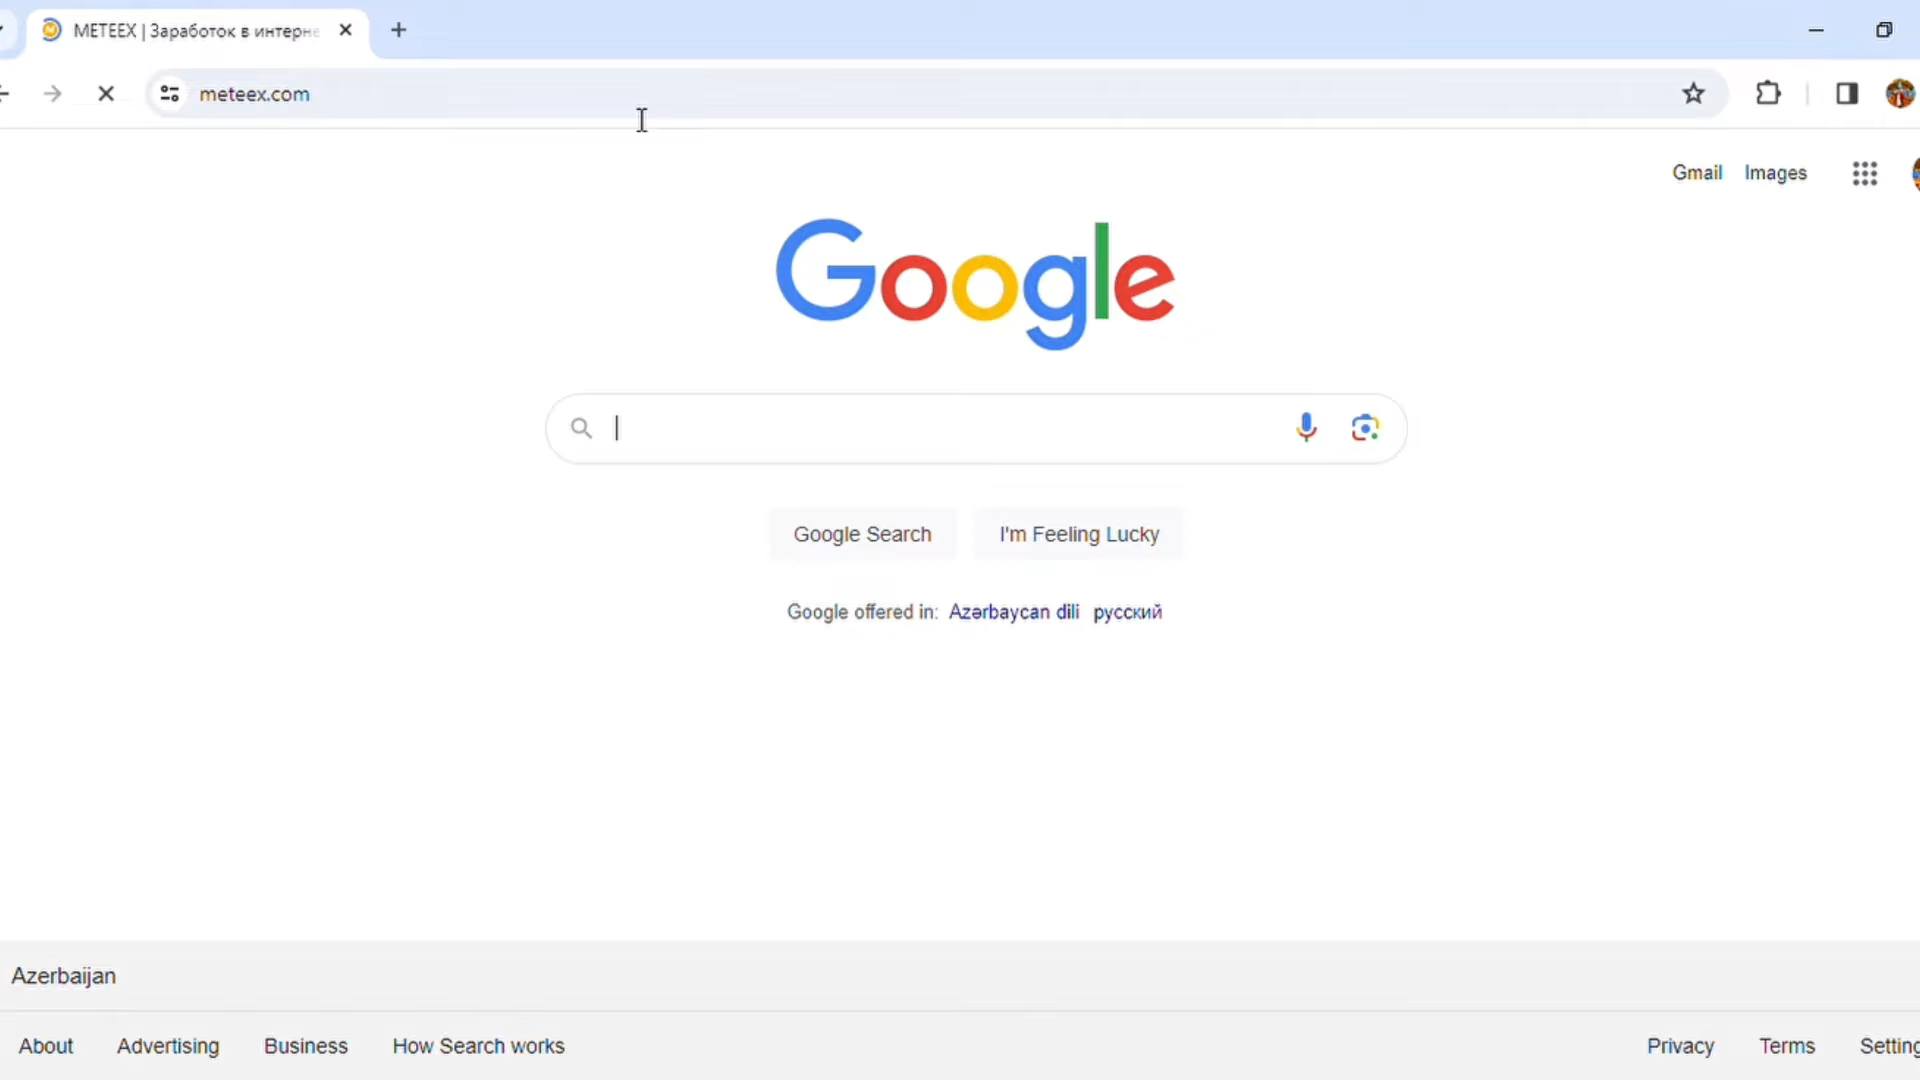 METEEX | Заработок в интерне
meteex.com
Gmail Images
Google
Google Search I'm Feeling Lucky
Google offered in: Azərbaycan dili русский
Azerbaijan
About Advertising Business How Search works Privacy Terms Setting